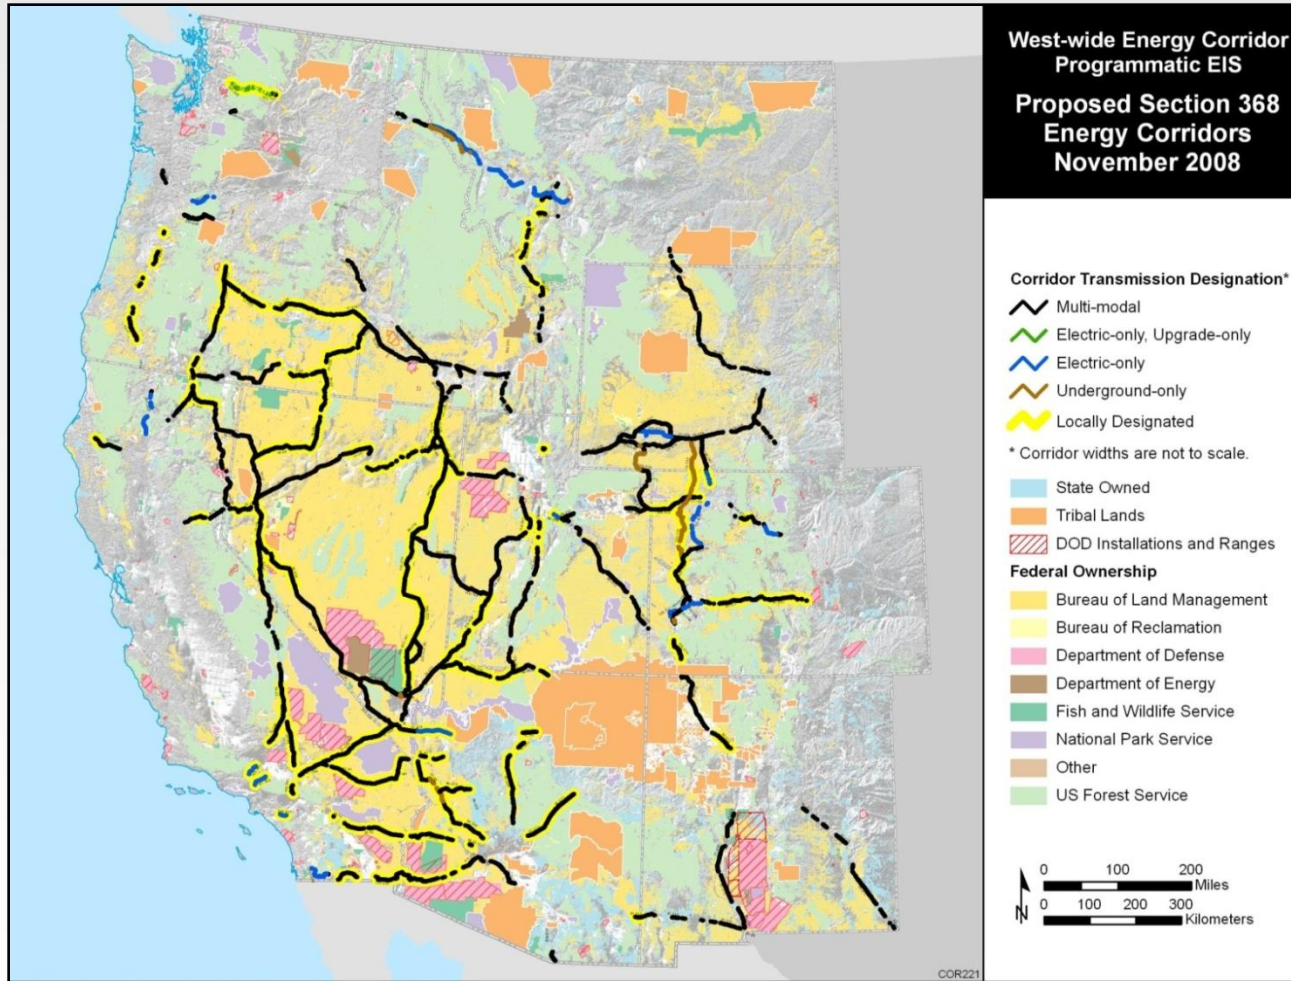 West-wide Energy Corridor
Programmatic EIS
Proposed Section 368
Energy Corridors
November 2008
Corridor Transmission Designation*
Multi-modal
Electric-only, Upgrade-only
Electric-only
Underground-only
Locally Designated
* Corridor widths are not to scale.
State Owned
Tribal Lands
DOD Installations and Ranges
Federal Ownership
Bureau of Land Management
Bureau of Reclamation
Department of Defense
Department of Energy
Fish and Wildlife Service
National Park Service
Other
US Forest Service
0 100 200
Miles
0 100 200 300
Kilometers
N
COR221